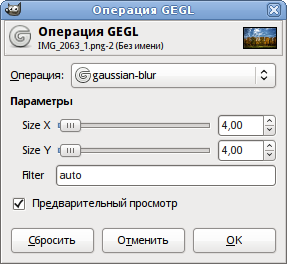 Операция GEGL
Операция GEGL
IMG_2063_1.png-2 (Без имени)
Операция: gaussian-blur
Параметры
Size X 4,00
Size Y 4,00
Filter auto
Предварительный просмотр
Сбросить Отменить OK